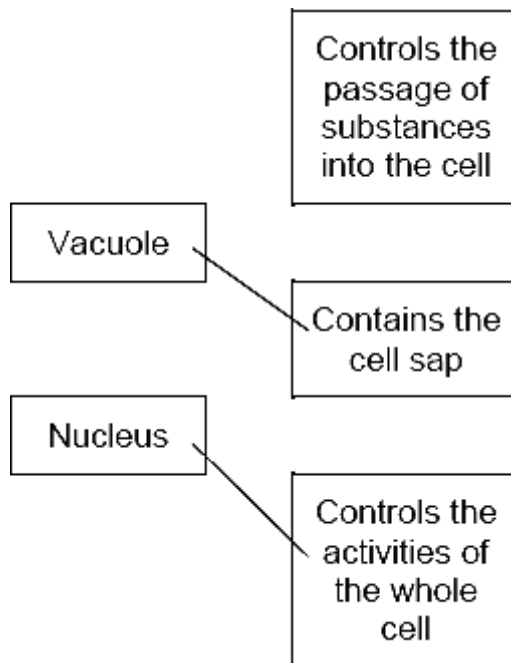 Controls the
passage of
substances
into the cell
Vacuole
Contains the
cell sap
Nucleus
Controls the
activities of
the whole
cell